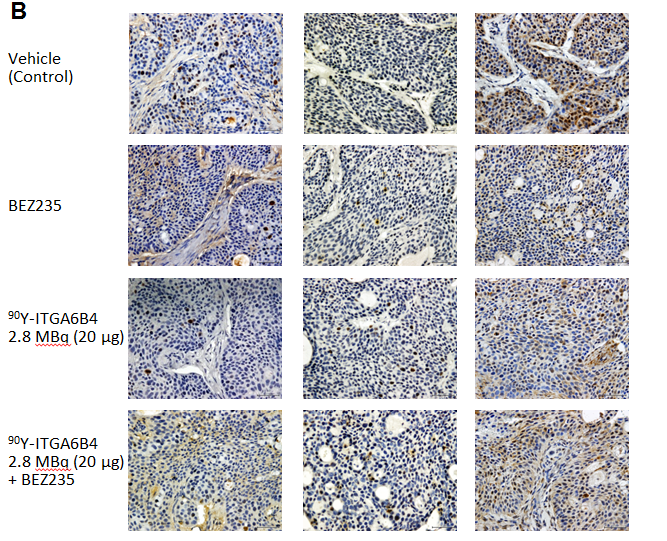 B
Vehicle
(Control)
BEZ235
⁹⁰Y-ITGA6B4
2.8 MBq (20 µg)
⁹⁰Y-ITGA6B4
2.8 MBq (20 µg)
+ BEZ235